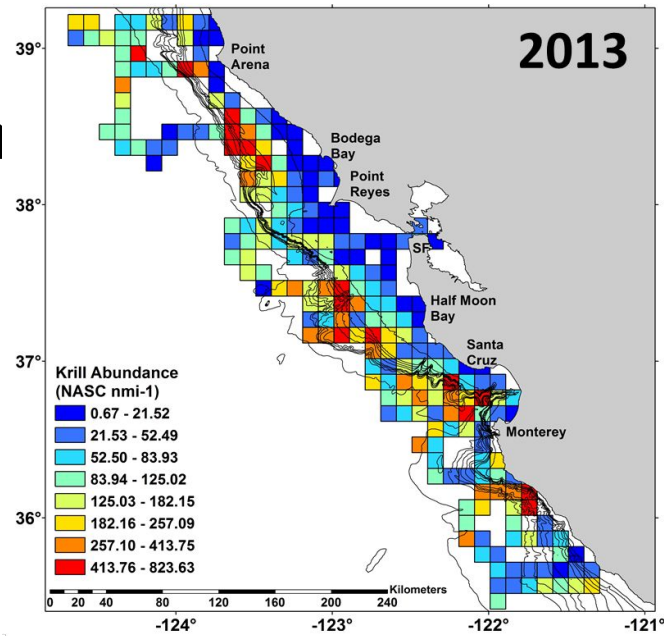 2013
39°
38°
37°
36°
Point
Arena
Bodega
Bay
Point
Reyes
SF
Half Moon
Bay
Santa
Cruz
Monterey
Krill Abundance
(NASC nmi-1)
0.67 - 21.52
21.53 - 52.49
52.50 - 83.93
83.94 - 125.02
125.03 - 182.15
182.16 - 257.09
257.10 - 413.75
413.76 - 823.63
Kilometers
0 20 40 80 120 160 200 240
-124° -123° -122° -121°